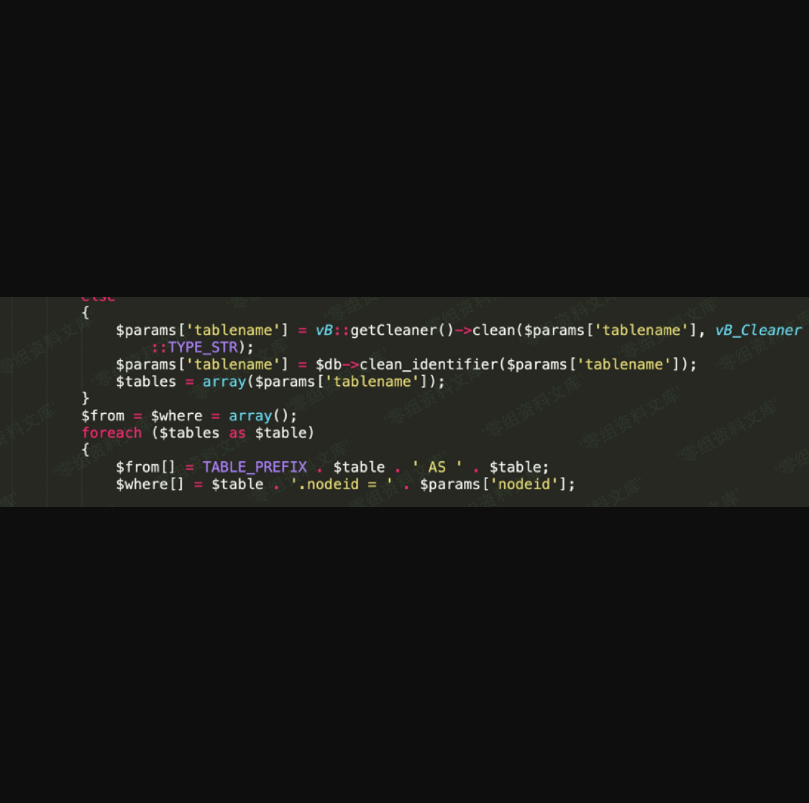 else
{
$params['tablename'] = vB::getCleaner()->clean($params['tablename'], vB_Cleaner
::TYPE_STR);
$params['tablename'] = $db->clean_identifier($params['tablename']);
$tables = array($params['tablename']);
}
$from = $where = array();
foreach ($tables as $table)
{
$from[] = TABLE_PREFIX . $table . ' AS ' . $table;
$where[] = $table . '.nodeid = ' . $params['nodeid'];
零组资料文库